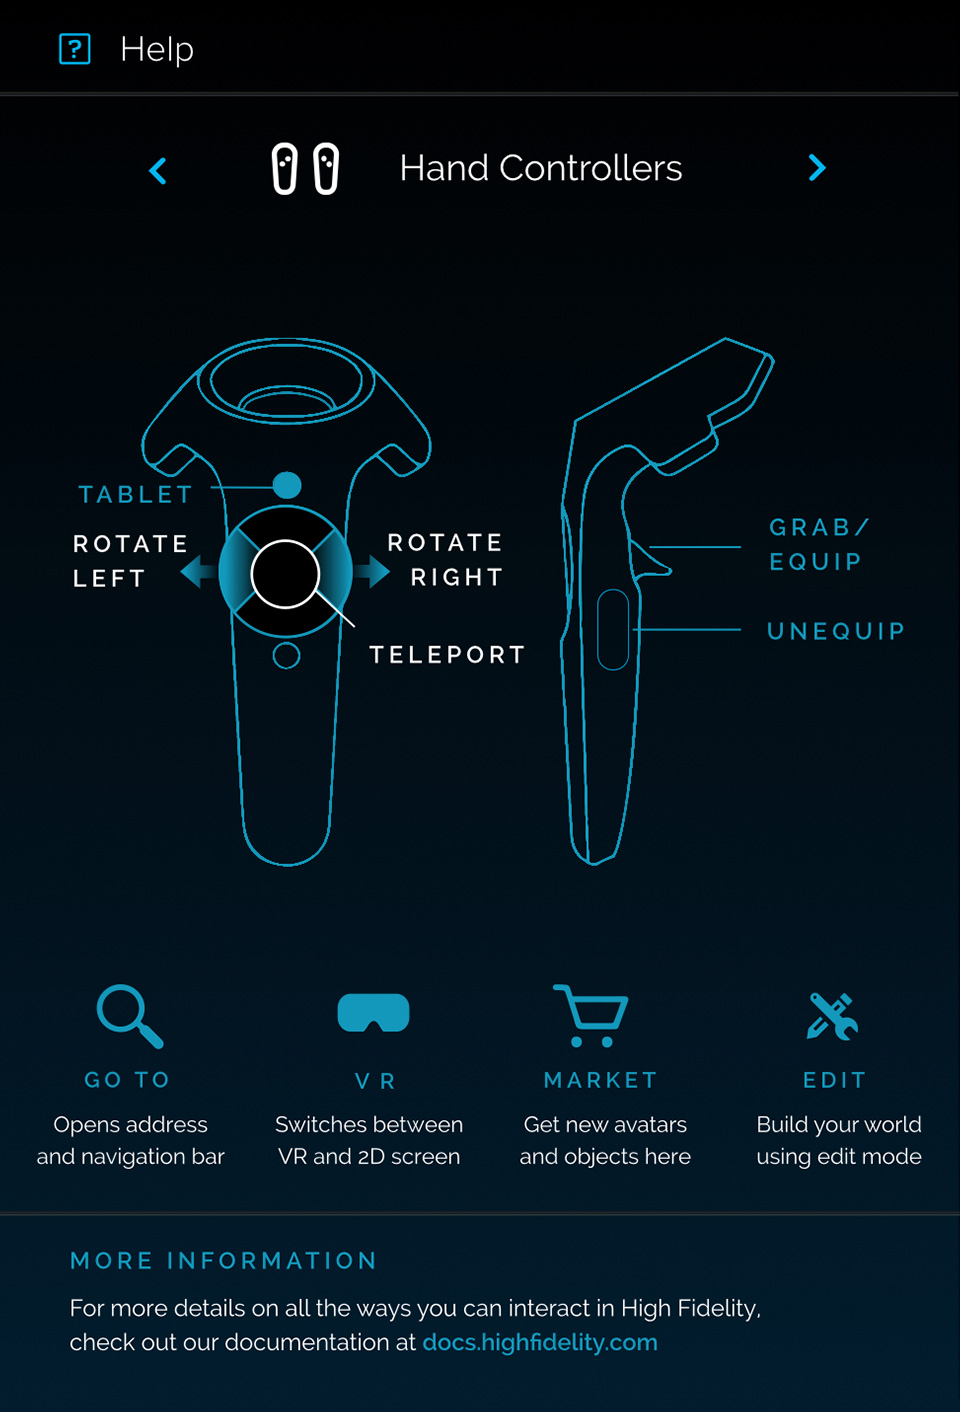 ? Help
Hand Controllers
TABLET
ROTATE
LEFT
ROTATE
RIGHT
TELEPORT
GRAB/
EQUIP
UNEQUIP
GO TO
Opens address
and navigation bar
VR
Switches between
VR and 2D screen
MARKET
Get new avatars
and objects here
EDIT
Build your world
using edit mode
MORE INFORMATION
For more details on all the ways you can interact in High Fidelity,
check out our documentation at docs.highfidelity.com